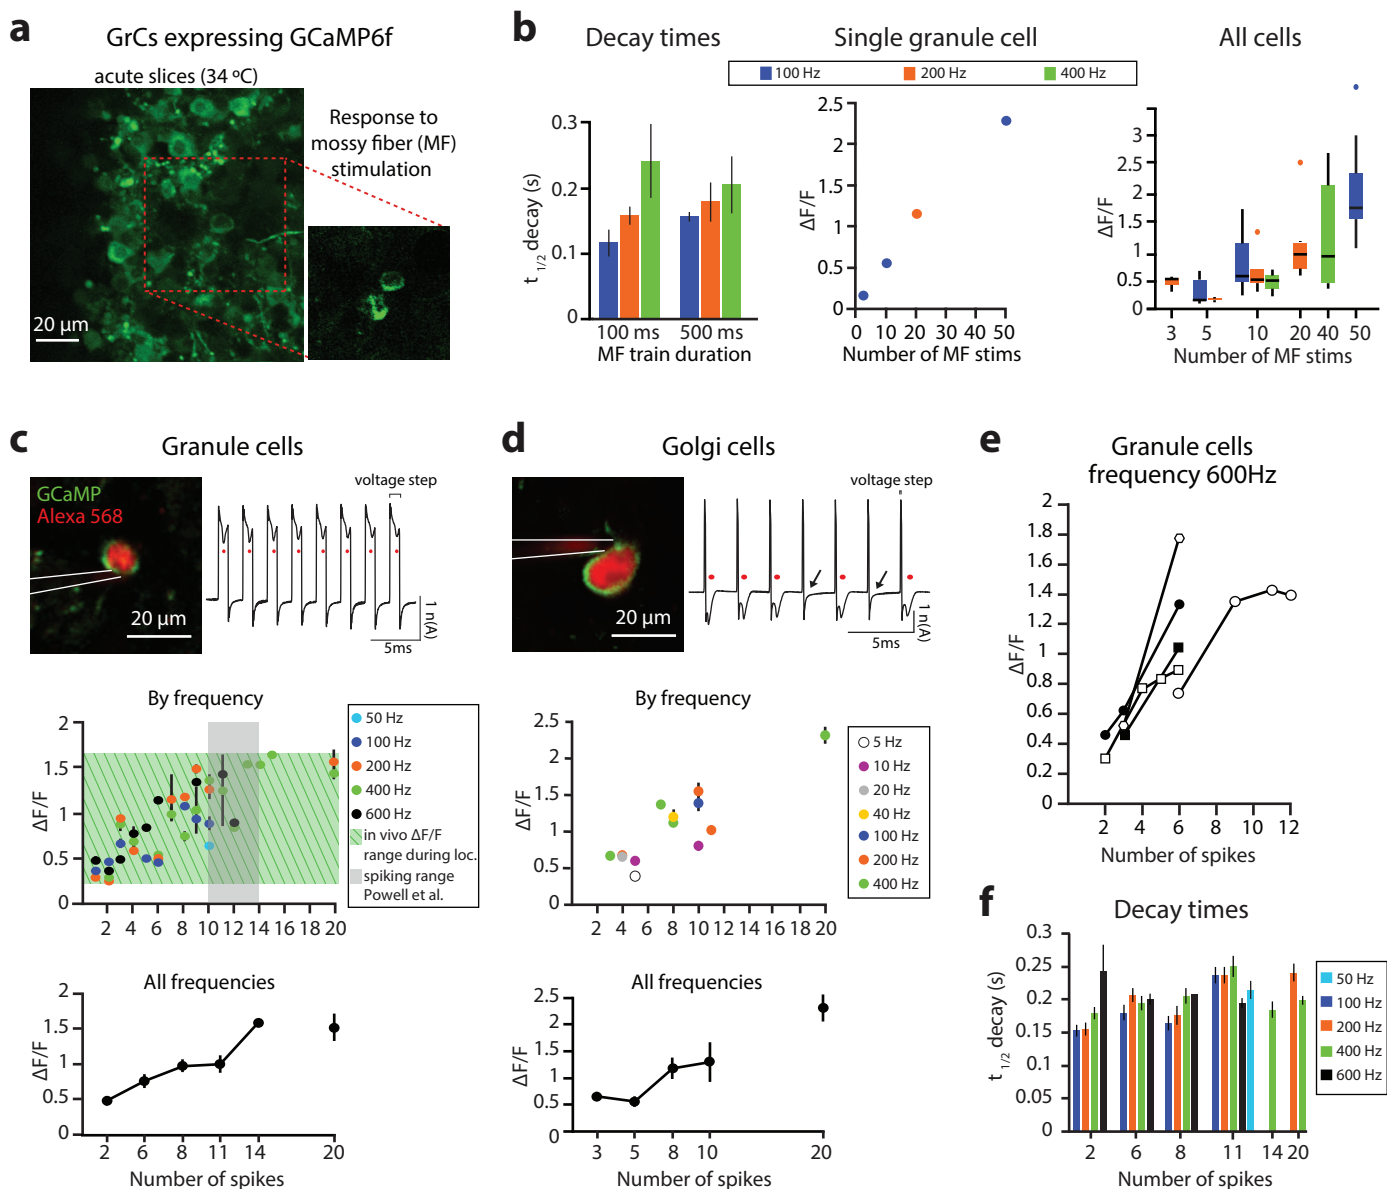 a
GrCs expressing GCaMP6f
acute slices (34 ºC)
Response to
mossy fiber (MF)
stimulation
20 µm
b
Decay times
Single granule cell
All cells
100 Hz
200 Hz
400 Hz
t 1/2 decay (s)
0.3
0.2
0.1
0
100 ms
500 ms
MF train duration
ΔF/F
2.5
2
1.5
1
0.5
0
0
10
20
30
50
Number of MF stims
ΔF/F
3
2.5
2
1.5
1
0.5
0
3
5
10
20
40
50
Number of MF stims
c
Granule cells
GCaMP
Alexa 568
20 µm
voltage step
1 n(A)
5ms
By frequency
ΔF/F
2
1.5
1
0.5
0
2 4 6 8 10 12 14 16 18 20
50 Hz
100 Hz
200 Hz
400 Hz
600 Hz
in vivo ΔF/F
range during loc.
spiking range
Powell et al.
All frequencies
ΔF/F
2
1.5
1
0.5
0
2 6 8 11 14 20
Number of spikes
d
Golgi cells
20 µm
voltage step
1 n(A)
5ms
By frequency
ΔF/F
2.5
2
1.5
1
0.5
0
2 4 6 8 10 12 14 16 18 20
5 Hz
10 Hz
20 Hz
40 Hz
100 Hz
200 Hz
400 Hz
All frequencies
ΔF/F
2.5
2
1.5
1
0.5
0
3 5 8 10 20
Number of spikes
e
Granule cells
frequency 600Hz
ΔF/F
2
1.8
1.6
1.4
1.2
1
0.8
0.6
0.4
0.2
0
2 4 6 8 10 12
Number of spikes
f
Decay times
t 1/2 decay (s)
0.3
0.25
0.2
0.15
0.1
0.05
0
2 6 8 11 14 20
Number of spikes
50 Hz
100 Hz
200 Hz
400 Hz
600 Hz